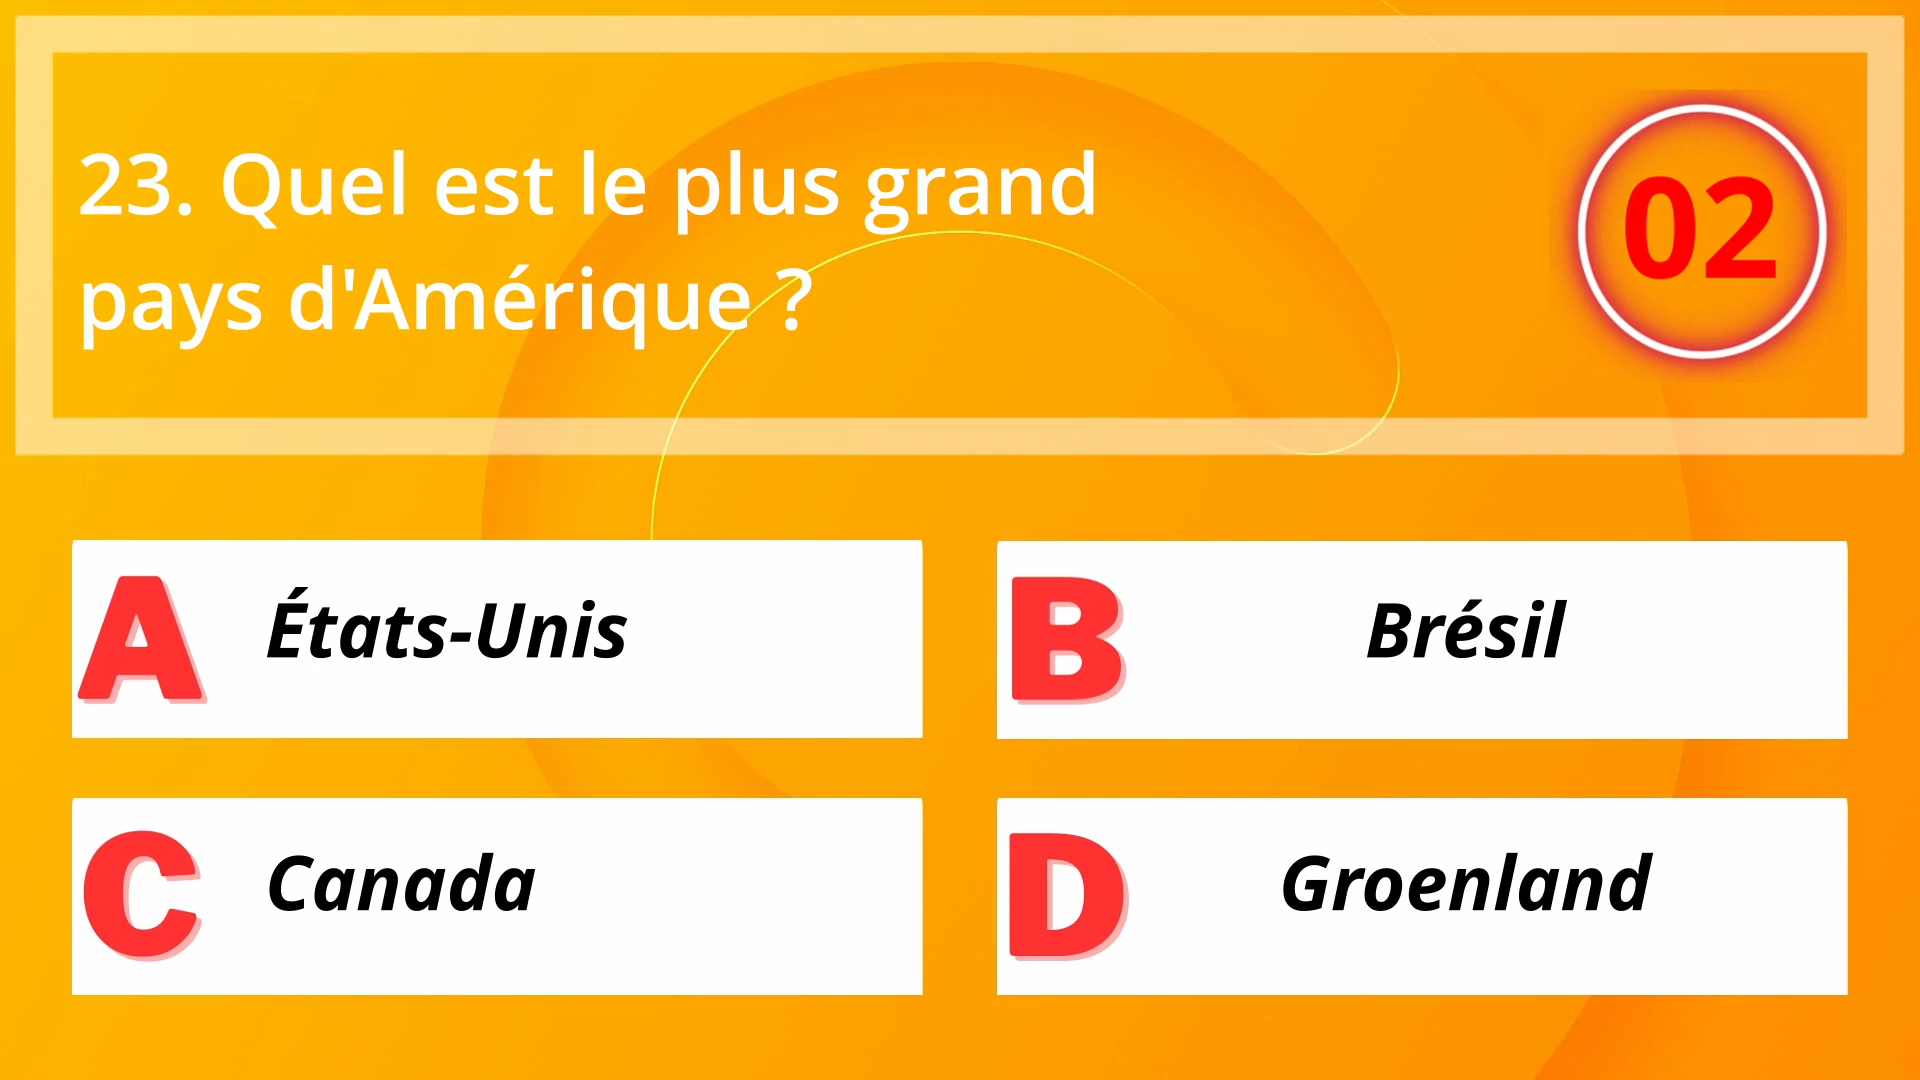 23. Quel est le plus grand
pays d'Amérique ?
02
A États-Unis
B Brésil
C Canada
D Groenland